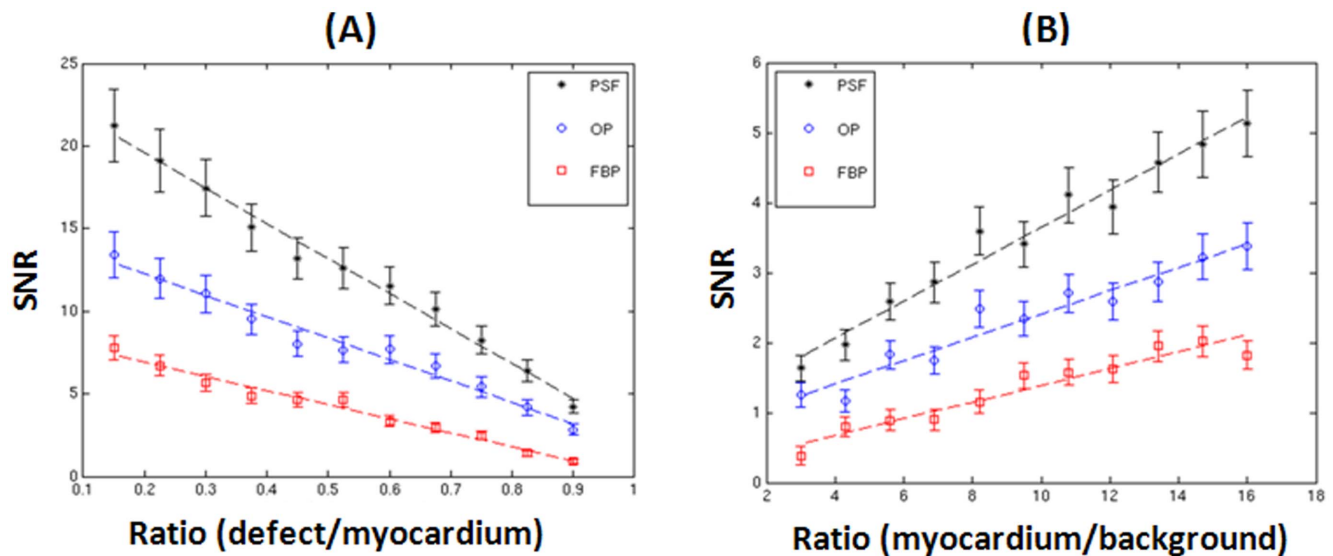 (A)
SNR
25
20
15
10
5
0
0.1 0.2 0.3 0.4 0.5 0.6 0.7 0.8 0.9 1
Ratio (defect/myocardium)
PSF
OP
FBP
(B)
SNR
6
5
4
3
2
1
0
2 4 6 8 10 12 14 16 18
Ratio (myocardium/background)
PSF
OP
FBP